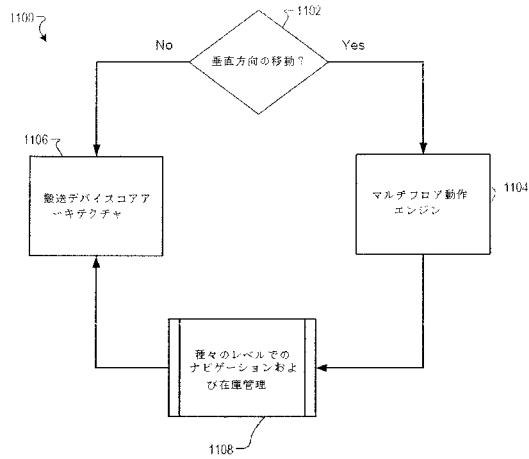 1100
1102
垂直方向の移動?
No
Yes
1106
搬送デバイスコアア
ーキテクチャ
マルチフロア動作
エンジン
1104
種々のレベルでの
ナビゲーションおよ
び在庫管理
1108